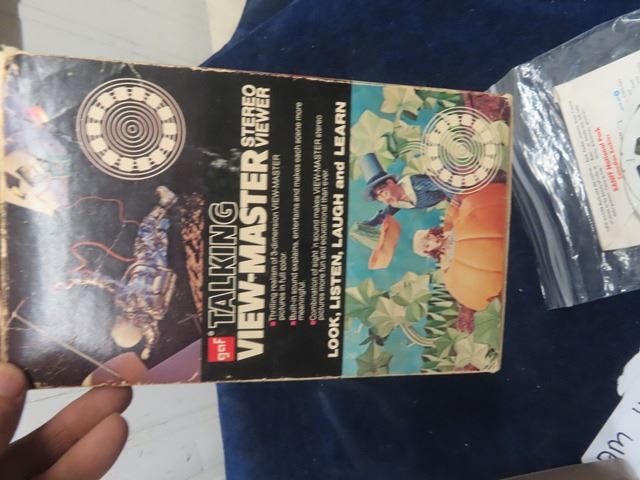 gaf® TALKING
VIEW-MASTER STEREO VIEWER
Thrilling realism of 3-dimension VIEW-MASTER
pictures in full color.
Built-in sound explains, entertains and makes each scene more
meaningful.
Combination of sight 'n sound makes VIEW-MASTER stereo
pictures more fun and educational than ever.
LOOK, LISTEN, LAUGH and LEARN
National Park